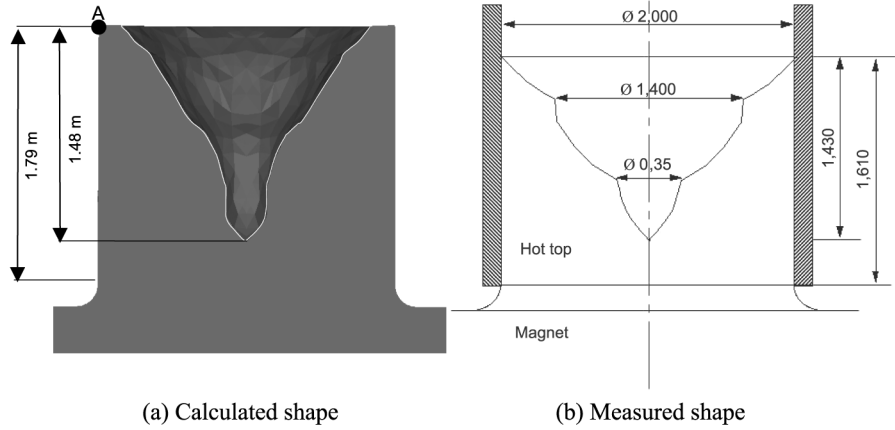 A
1.79 m
1.48 m
(a) Calculated shape
Ø 2,000
Ø 1,400
Ø 0,35
1,430
1,610
Hot top
Magnet
(b) Measured shape